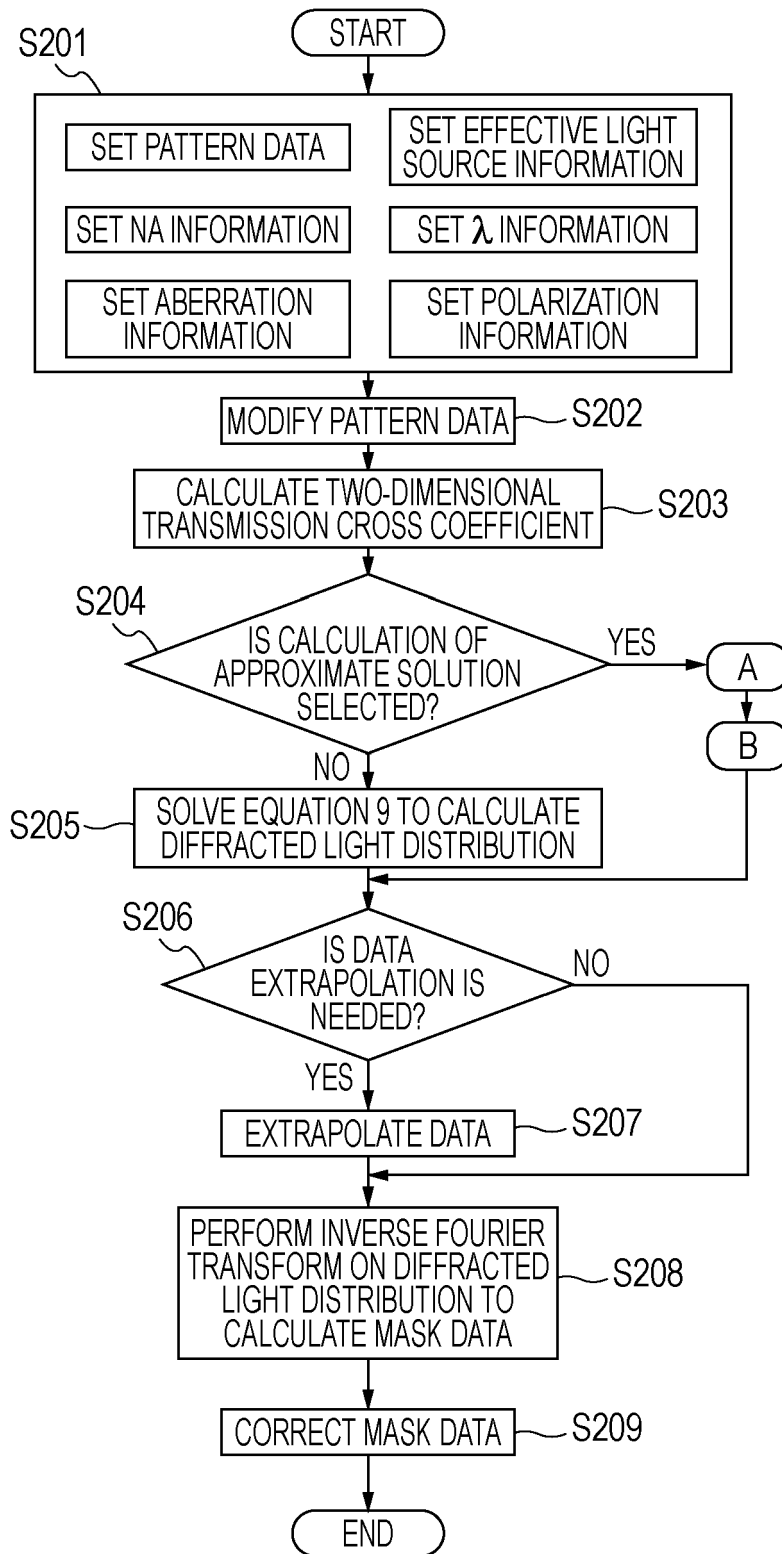 START
S201
SET PATTERN DATA
SET EFFECTIVE LIGHT
SOURCE INFORMATION
SET NA INFORMATION
SET λ INFORMATION
SET ABERRATION
INFORMATION
SET POLARIZATION
INFORMATION
MODIFY PATTERN DATA
S202
CALCULATE TWO-DIMENSIONAL
TRANSMISSION CROSS COEFFICIENT
S203
S204
IS CALCULATION OF
APPROXIMATE SOLUTION
SELECTED?
YES
A
B
NO
S205
SOLVE EQUATION 9 TO CALCULATE
DIFFRACTED LIGHT DISTRIBUTION
S206
IS DATA
EXTRAPOLATION IS
NEEDED?
NO
YES
EXTRAPOLATE DATA
S207
PERFORM INVERSE FOURIER
TRANSFORM ON DIFFRACTED
LIGHT DISTRIBUTION TO
CALCULATE MASK DATA
S208
CORRECT MASK DATA
S209
END